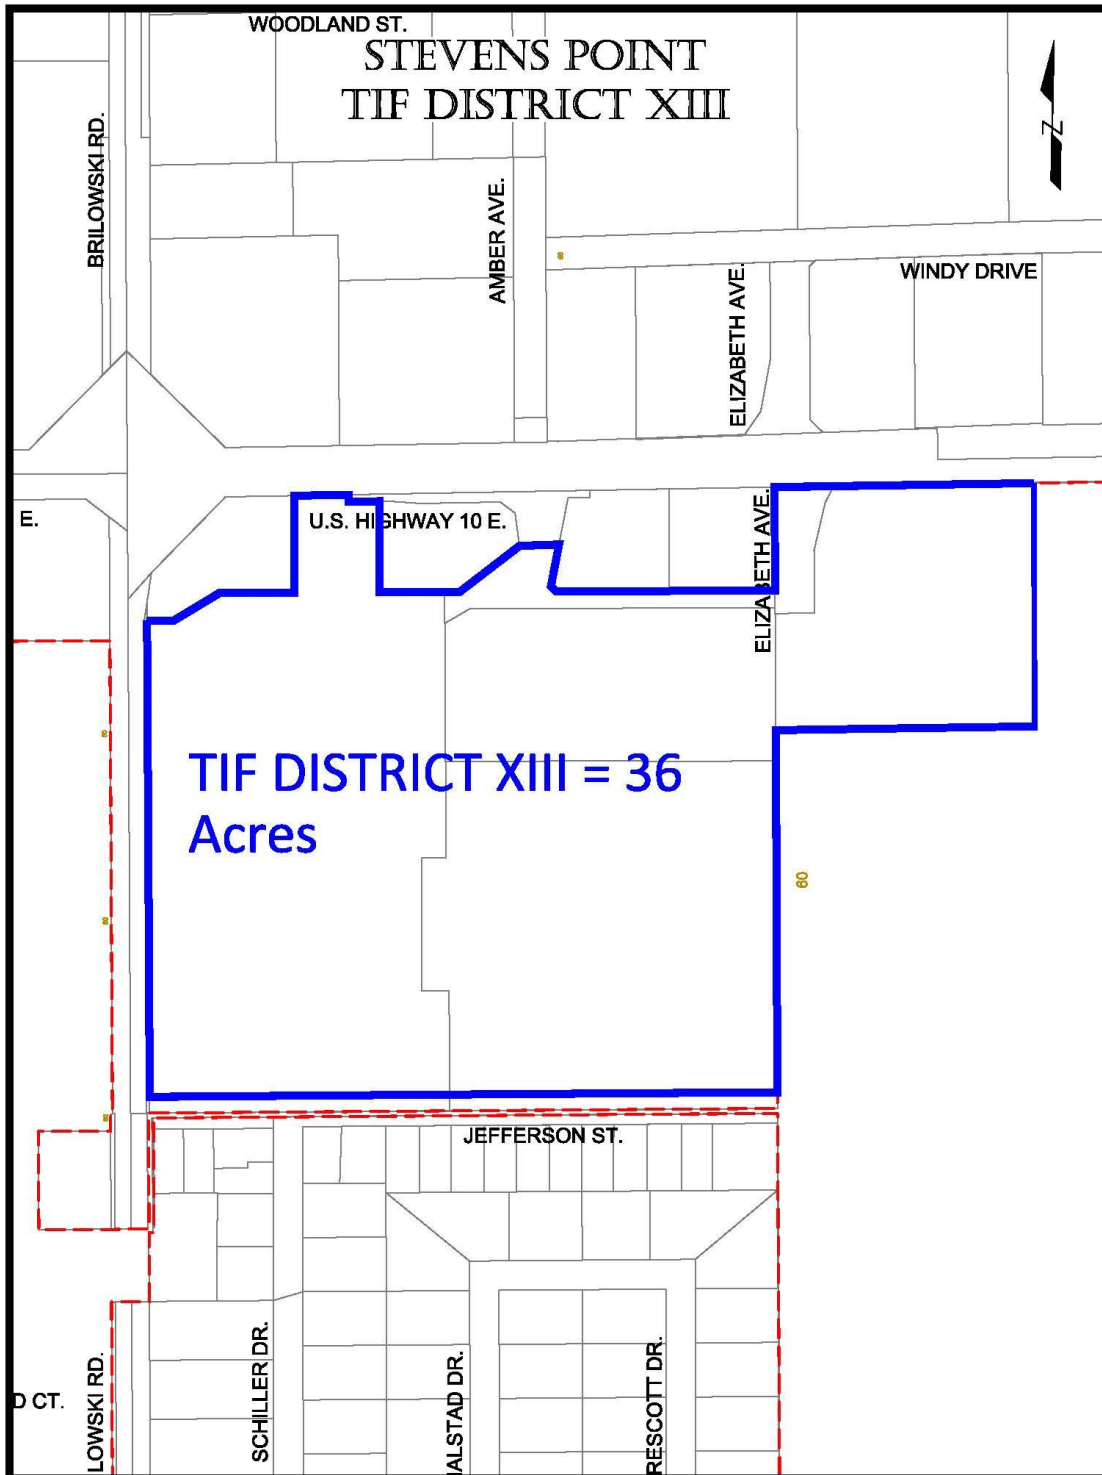 WOODLAND ST.
STEVENS POINT
TIF DISTRICT XIII
N
BRILOWSKI RD.
AMBER AVE.
WINDY DRIVE
ELIZABETH AVE.
E.
U.S. HIGHWAY 10 E.
ELIZABETH AVE.
TIF DISTRICT XIII = 36
Acres
60
JEFFERSON ST.
D CT.
LOWSKI RD.
SCHILLER DR.
ALSTAD DR.
RESCOTT DR.